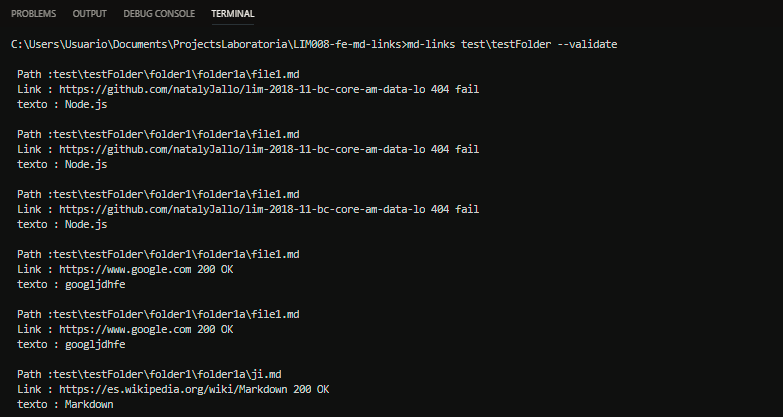 PROBLEMS OUTPUT DEBUG CONSOLE TERMINAL
C:\Users\Usuario\Documents\ProjectsLaboratoria\LIM008-fe-md-links>md-links test\testFolder --validate
Path :test\testFolder\folder1\folder1a\file1.md
Link : https://github.com/natalyJallo/lim-2018-11-bc-core-am-data-lo 404 fail
texto : Node.js
Path :test\testFolder\folder1\folder1a\file1.md
Link : https://github.com/natalyJallo/lim-2018-11-bc-core-am-data-lo 404 fail
texto : Node.js
Path :test\testFolder\folder1\folder1a\file1.md
Link : https://github.com/natalyJallo/lim-2018-11-bc-core-am-data-lo 404 fail
texto : Node.js
Path :test\testFolder\folder1\folder1a\file1.md
Link : https://www.google.com 200 OK
texto : googljdhfe
Path :test\testFolder\folder1\folder1a\file1.md
Link : https://www.google.com 200 OK
texto : googljdhfe
Path :test\testFolder\folder1\folder1a\ji.md
Link : https://es.wikipedia.org/wiki/Markdown 200 OK
texto : Markdown